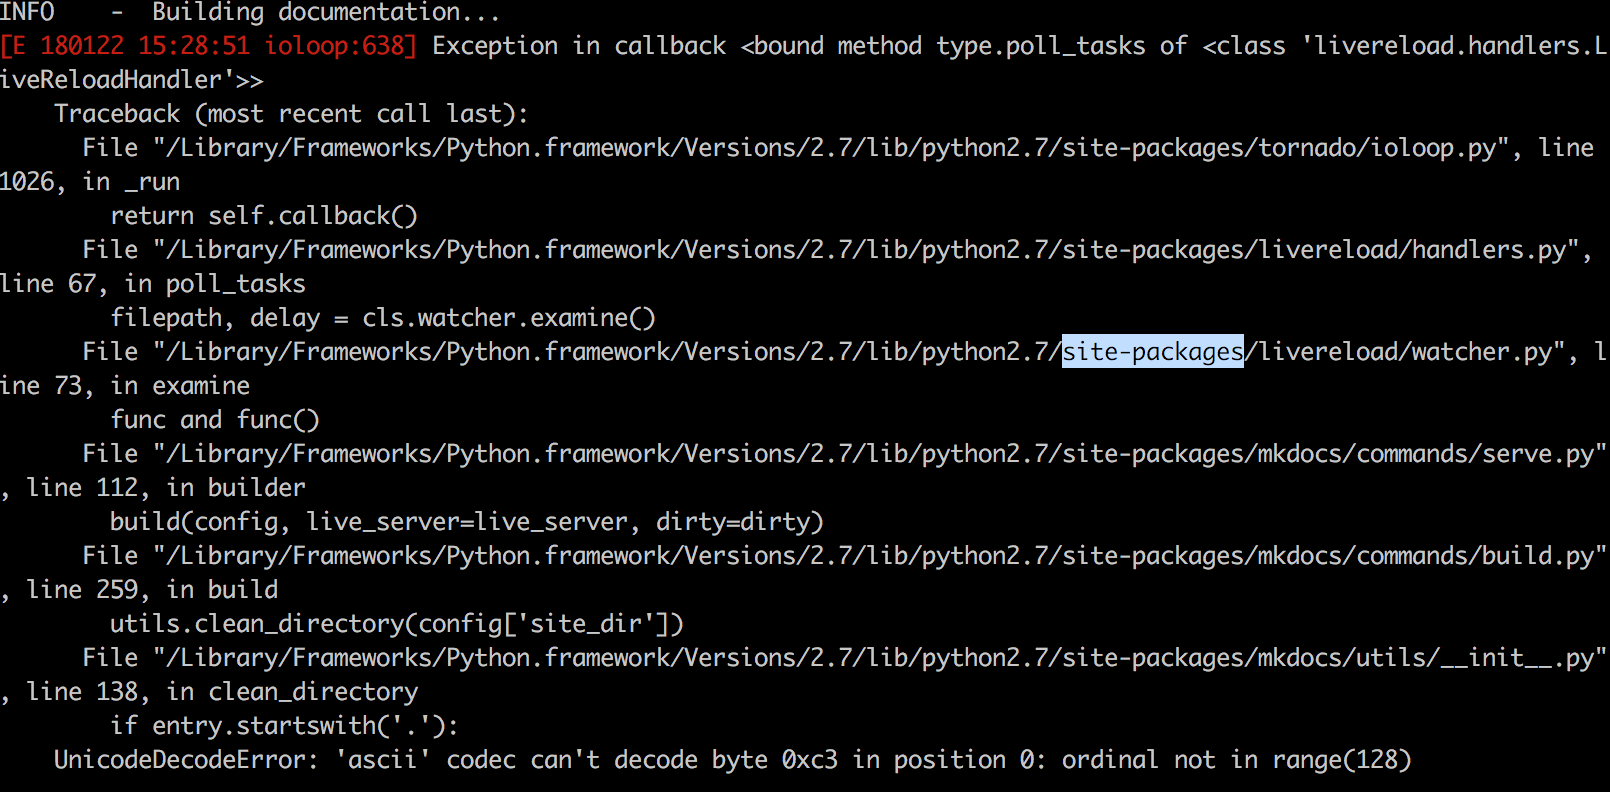 INFO    -  Building documentation...
[E 180122 15:28:51 ioloop:638] Exception in callback <bound method type.poll_tasks of <class 'livereload.handlers.L
iveReloadHandler'>>
    Traceback (most recent call last):
      File "/Library/Frameworks/Python.framework/Versions/2.7/lib/python2.7/site-packages/tornado/ioloop.py", line
1026, in _run
        return self.callback()
      File "/Library/Frameworks/Python.framework/Versions/2.7/lib/python2.7/site-packages/livereload/handlers.py",
line 67, in poll_tasks
        filepath, delay = cls.watcher.examine()
      File "/Library/Frameworks/Python.framework/Versions/2.7/lib/python2.7/site-packages/livereload/watcher.py", l
ine 73, in examine
        func and func()
      File "/Library/Frameworks/Python.framework/Versions/2.7/lib/python2.7/site-packages/mkdocs/commands/serve.py"
, line 112, in builder
        build(config, live_server=live_server, dirty=dirty)
      File "/Library/Frameworks/Python.framework/Versions/2.7/lib/python2.7/site-packages/mkdocs/commands/build.py"
, line 259, in build
        utils.clean_directory(config['site_dir'])
      File "/Library/Frameworks/Python.framework/Versions/2.7/lib/python2.7/site-packages/mkdocs/utils/__init__.py"
, line 138, in clean_directory
        if entry.startswith('.'):
    UnicodeDecodeError: 'ascii' codec can't decode byte 0xc3 in position 0: ordinal not in range(128)